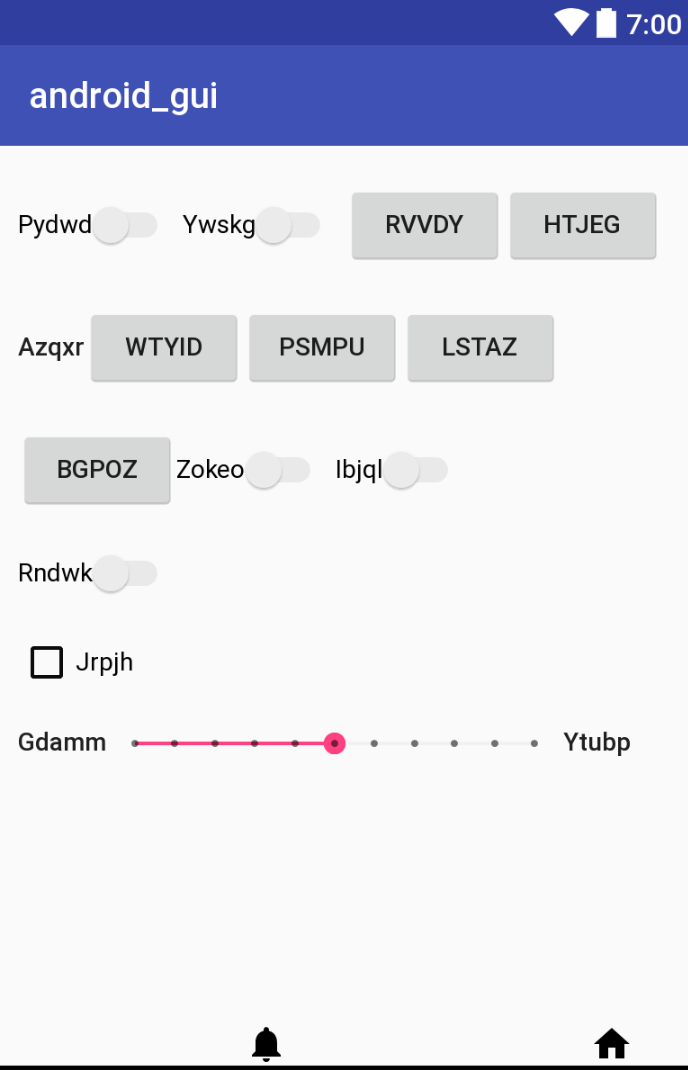 7:00
android_gui
Pydwd Ywskg RVVDY HTJEG
Azqxr WTYID PSMPU LSTAZ
BGPOZ Zokeo Ibjql
Rndwk
Jrpjh
Gdamm Ytubp